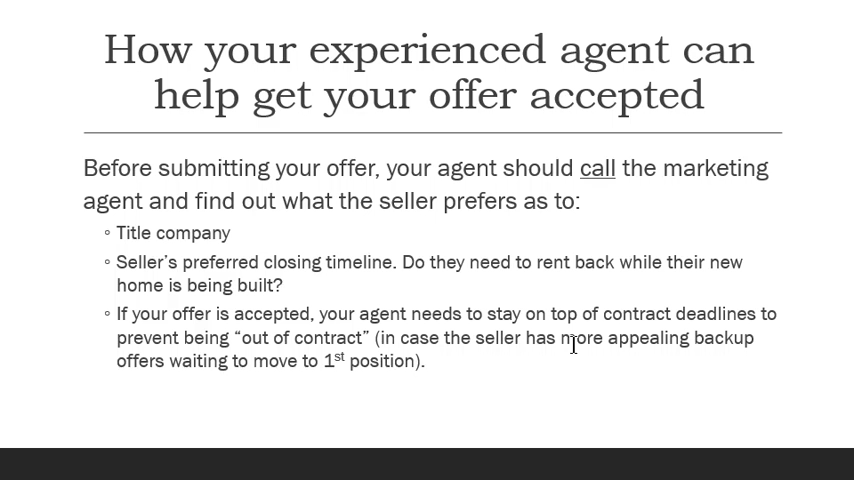 How your experienced agent can
help get your offer accepted
Before submitting your offer, your agent should call the marketing
agent and find out what the seller prefers as to:
◦ Title company
◦ Seller’s preferred closing timeline. Do they need to rent back while their new
home is being built?
◦ If your offer is accepted, your agent needs to stay on top of contract deadlines to
prevent being “out of contract” (in case the seller has more appealing backup
offers waiting to move to 1st position).